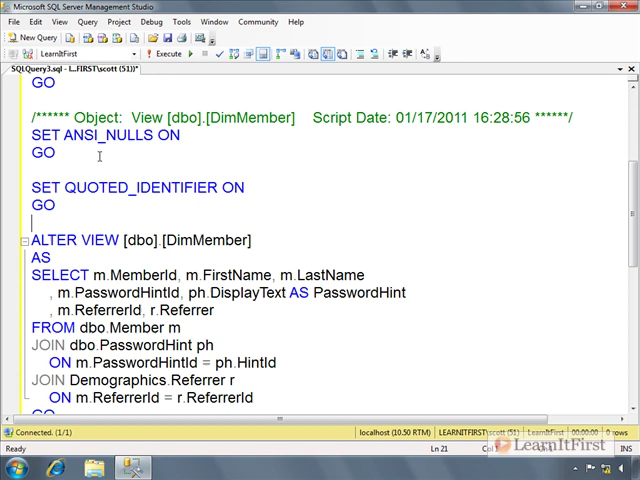 Microsoft SQL Server Management Studio
File Edit View Query Project Debug Tools Window Community Help
New Query
LearnItFirst Execute
SQLQuery3.sql - l...FIRST\scott (51))*
GO
/****** Object: View [dbo].[DimMember] Script Date: 01/17/2011 16:28:56 ******/
SET ANSI_NULLS ON
GO
SET QUOTED_IDENTIFIER ON
GO
ALTER VIEW [dbo].[DimMember]
AS
SELECT m.MemberId, m.FirstName, m.LastName
, m.PasswordHintId, ph.DisplayText AS PasswordHint
, m.ReferrerId, r.Referrer
FROM dbo.Member m
JOIN dbo.PasswordHint ph
ON m.PasswordHintId = ph.HintId
JOIN Demographics.Referrer r
ON m.ReferrerId = r.ReferrerId
GO
Connected. (1/1) localhost (10.50 RTM) LEARNITFIRST\scott (51) LearnItFirst 00:00:00 0 rows
LearnItFirst
Ready Ln 21 INS